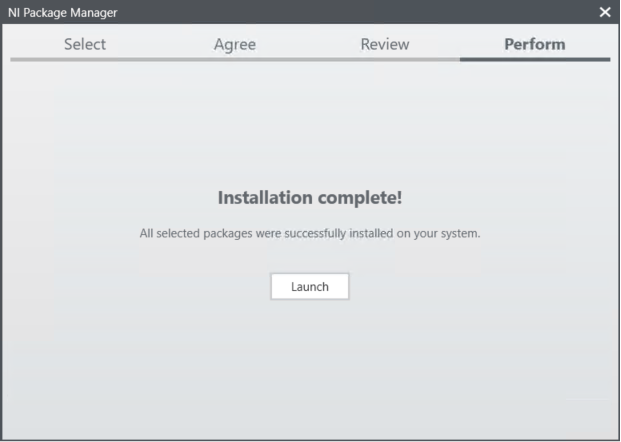 NI Package Manager
Select Agree Review Perform
Installation complete!
All selected packages were successfully installed on your system.
Launch